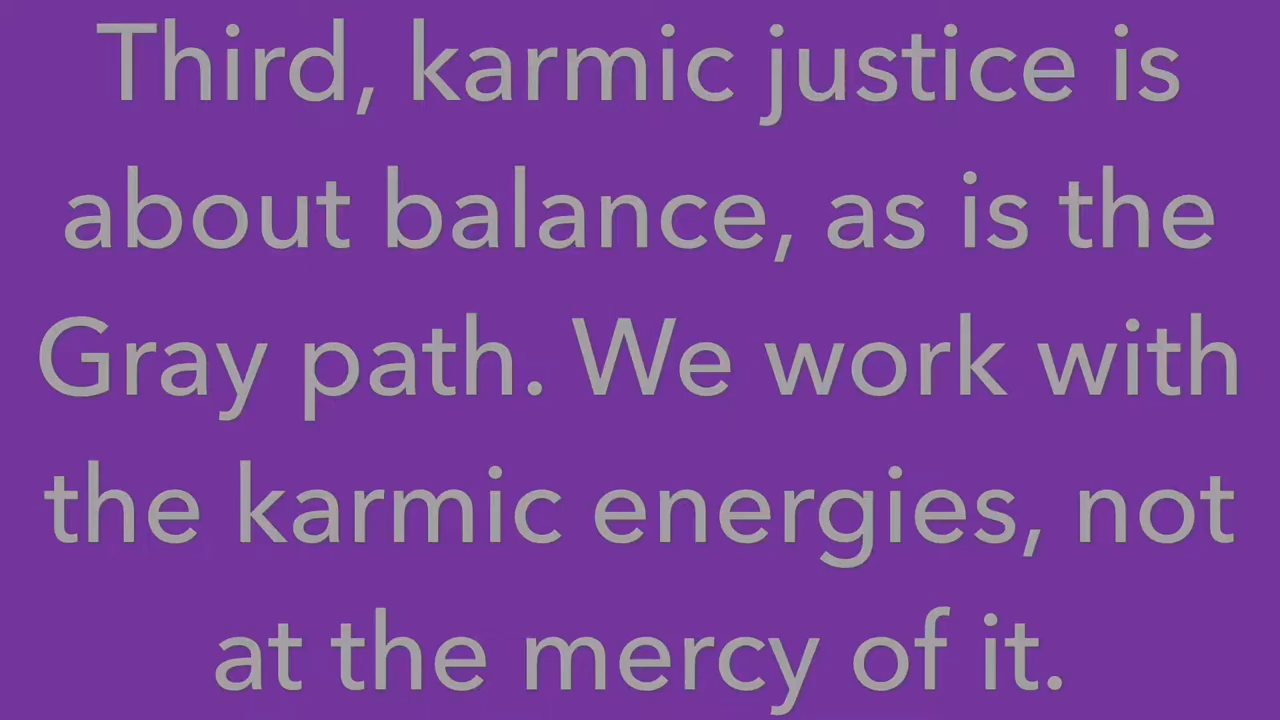 Third, karmic justice is
about balance, as is the
Gray path. We work with
the karmic energies, not
at the mercy of it.